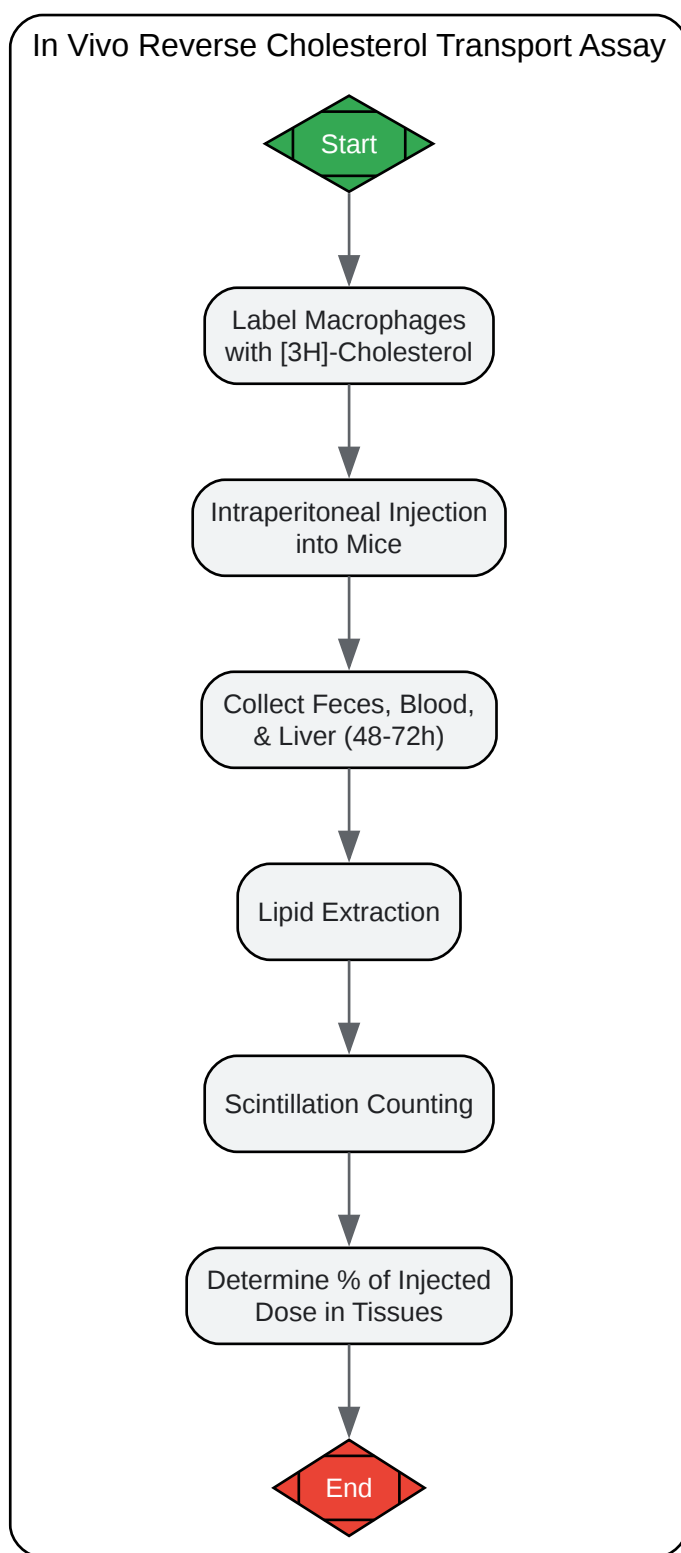 In Vivo Reverse Cholesterol Transport Assay
Start
Label Macrophages
with [3H]-Cholesterol
Intraperitoneal Injection
into Mice
Collect Feces, Blood,
& Liver (48-72h)
Lipid Extraction
Scintillation Counting
Determine % of Injected
Dose in Tissues
End